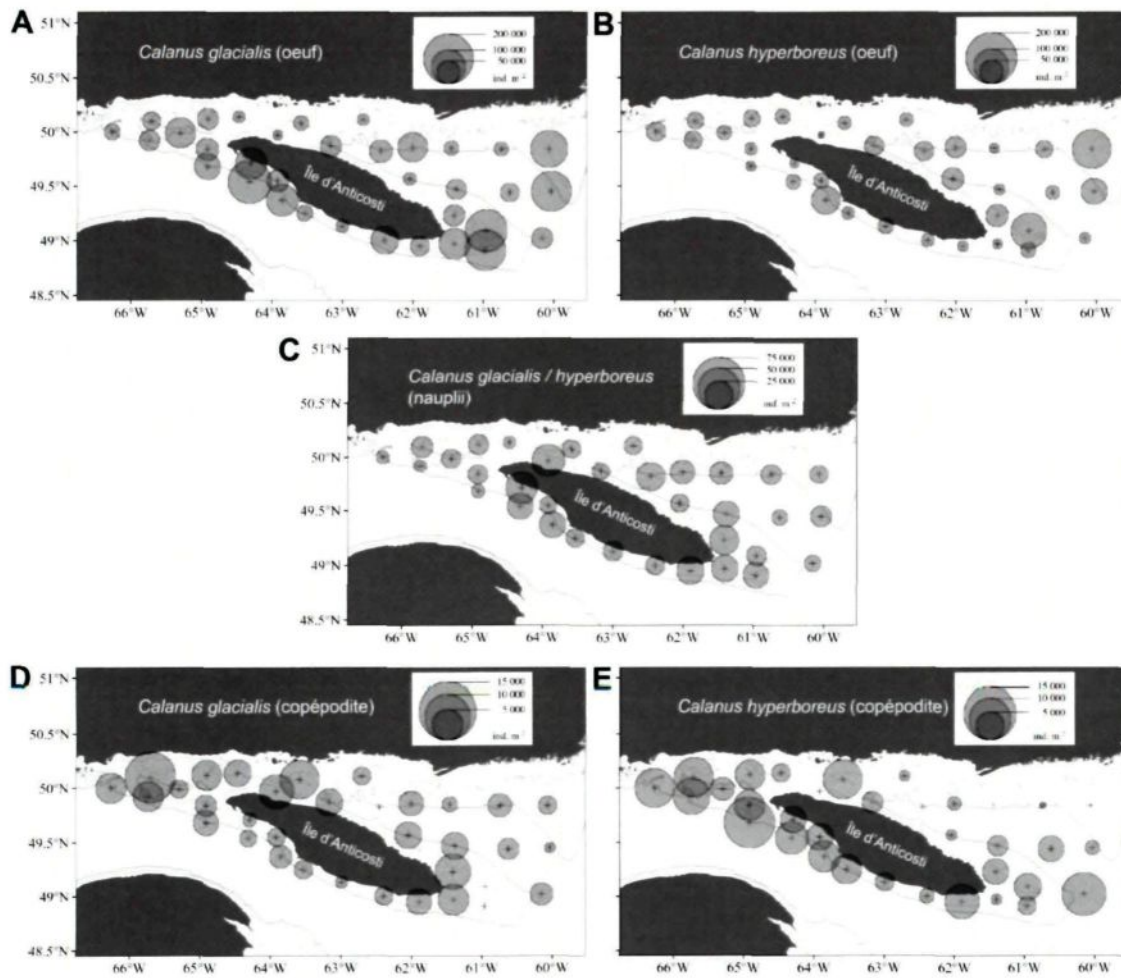 A
Calanus glacialis (oeuf)
200 000
100 000
50 000
ind. m⁻²
Île d'Anticosti
51°N
50.5°N
50°N
49.5°N
49°N
48.5°N
66°W
65°W
64°W
63°W
62°W
61°W
60°W
B
Calanus hyperboreus (oeuf)
200 000
100 000
50 000
ind. m⁻²
Île d'Anticosti
66°W
65°W
64°W
63°W
62°W
61°W
60°W
C
Calanus glacialis / hyperboreus
(nauplii)
75 000
50 000
25 000
ind. m⁻²
Île d'Anticosti
51°N
50.5°N
50°N
49.5°N
49°N
48.5°N
66°W
65°W
64°W
63°W
62°W
61°W
60°W
D
Calanus glacialis (copépodite)
15 000
10 000
5 000
ind. m⁻²
Île d'Anticosti
51°N
50.5°N
50°N
49.5°N
49°N
48.5°N
66°W
65°W
64°W
63°W
62°W
61°W
60°W
E
Calanus hyperboreus (copépodite)
15 000
10 000
5 000
ind. m⁻²
Île d'Anticosti
66°W
65°W
64°W
63°W
62°W
61°W
60°W